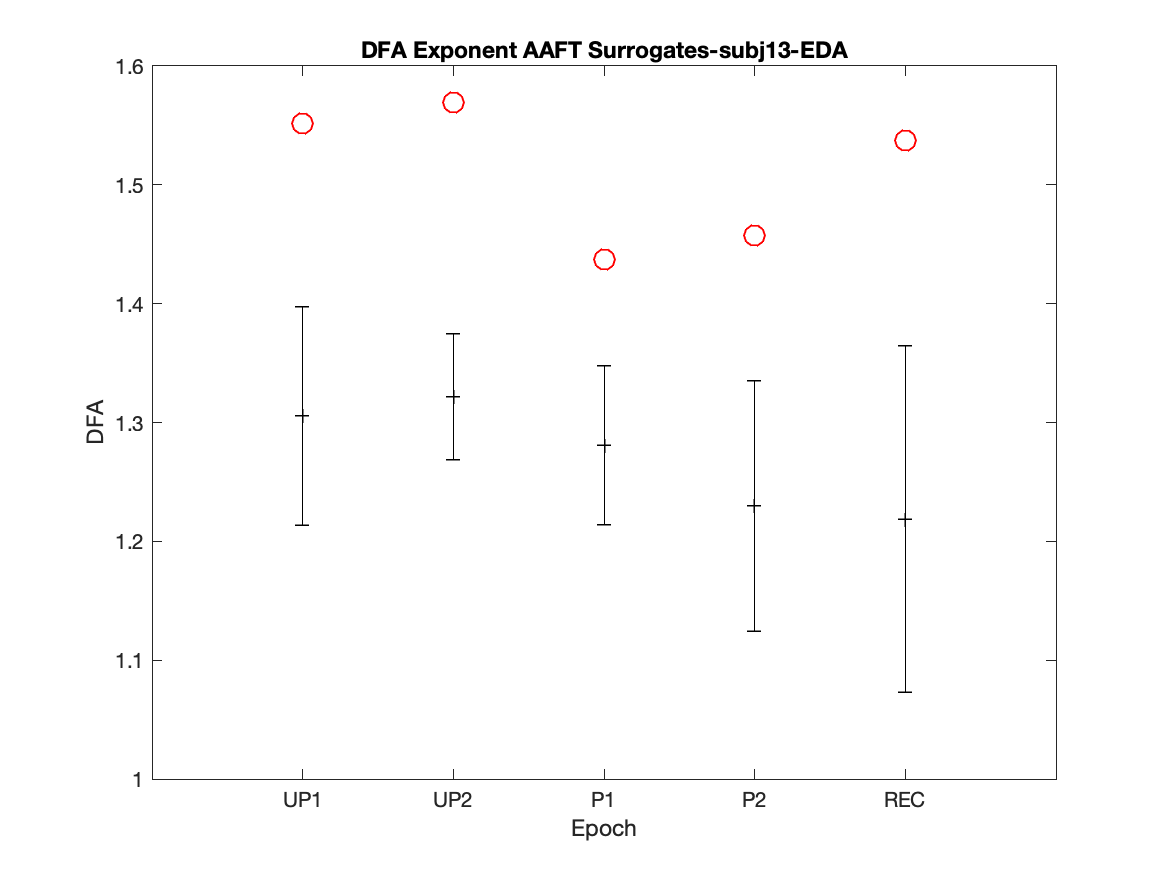 DFA Exponent AAFT Surrogates-subj13-EDA
1.6
1.5
1.4
1.3
1.2
1.1
1
DFA
UP1 UP2 P1 P2 REC
Epoch